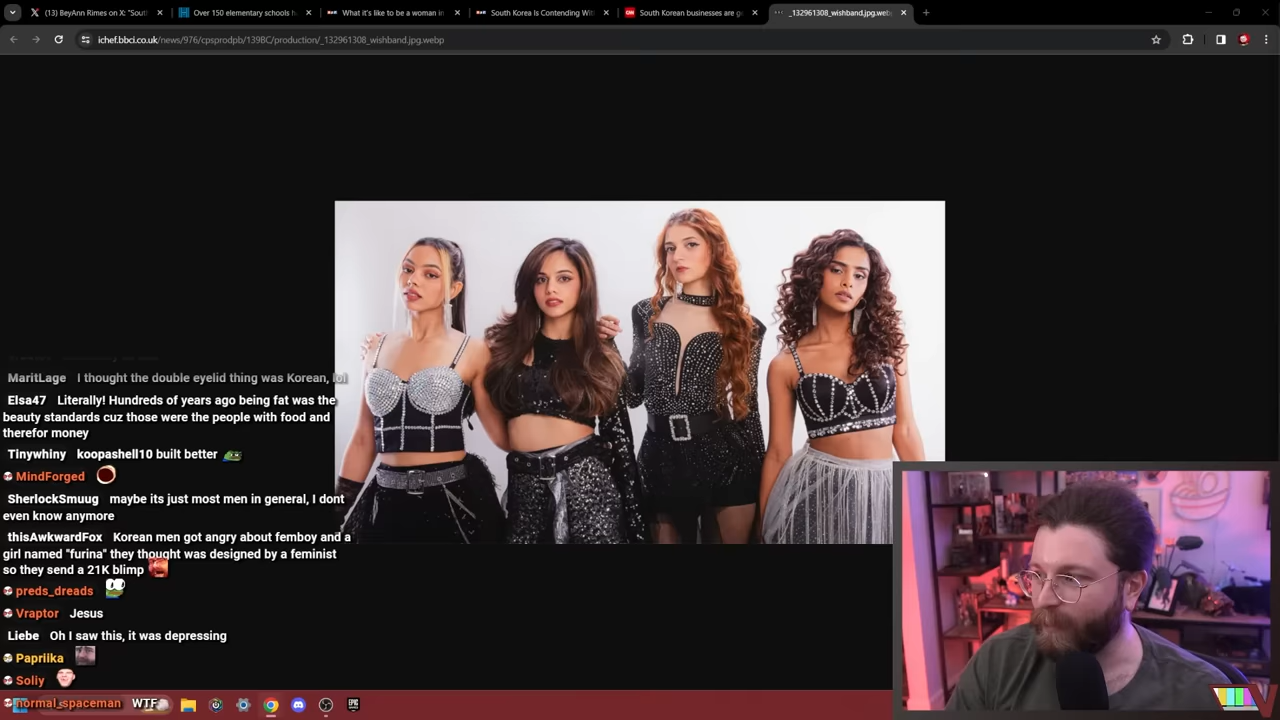 (13) BeyAnn Rimes on X: "Sout
Over 150 elementary schools h
What it's like to be a woman in
South Korea Is Contending Wit
CNN
South Korean businesses are g
_132961308_wishband.jpg.web
ichef.bbci.co.uk/news/976/cpsprodpb/139BC/production/_132961308_wishband.jpg.webp
MaritLage I thought the double eyelid thing was Korean, lol
Elsa47 Literally! Hundreds of years ago being fat was the
beauty standards cuz those were the people with food and
therefor money
Tinywhiny koopashell10 built better
MindForged
SherlockSmuug maybe its just most men in general, I dont
even know anymore
thisAwkwardFox Korean men got angry about femboy and a
girl named "furina" they thought was designed by a feminist
so they send a 21K blimp
preds_dreads
Vraptor Jesus
Liebe Oh I saw this, it was depressing
Papriika
Soliy
normal_spaceman WTF
EPIC